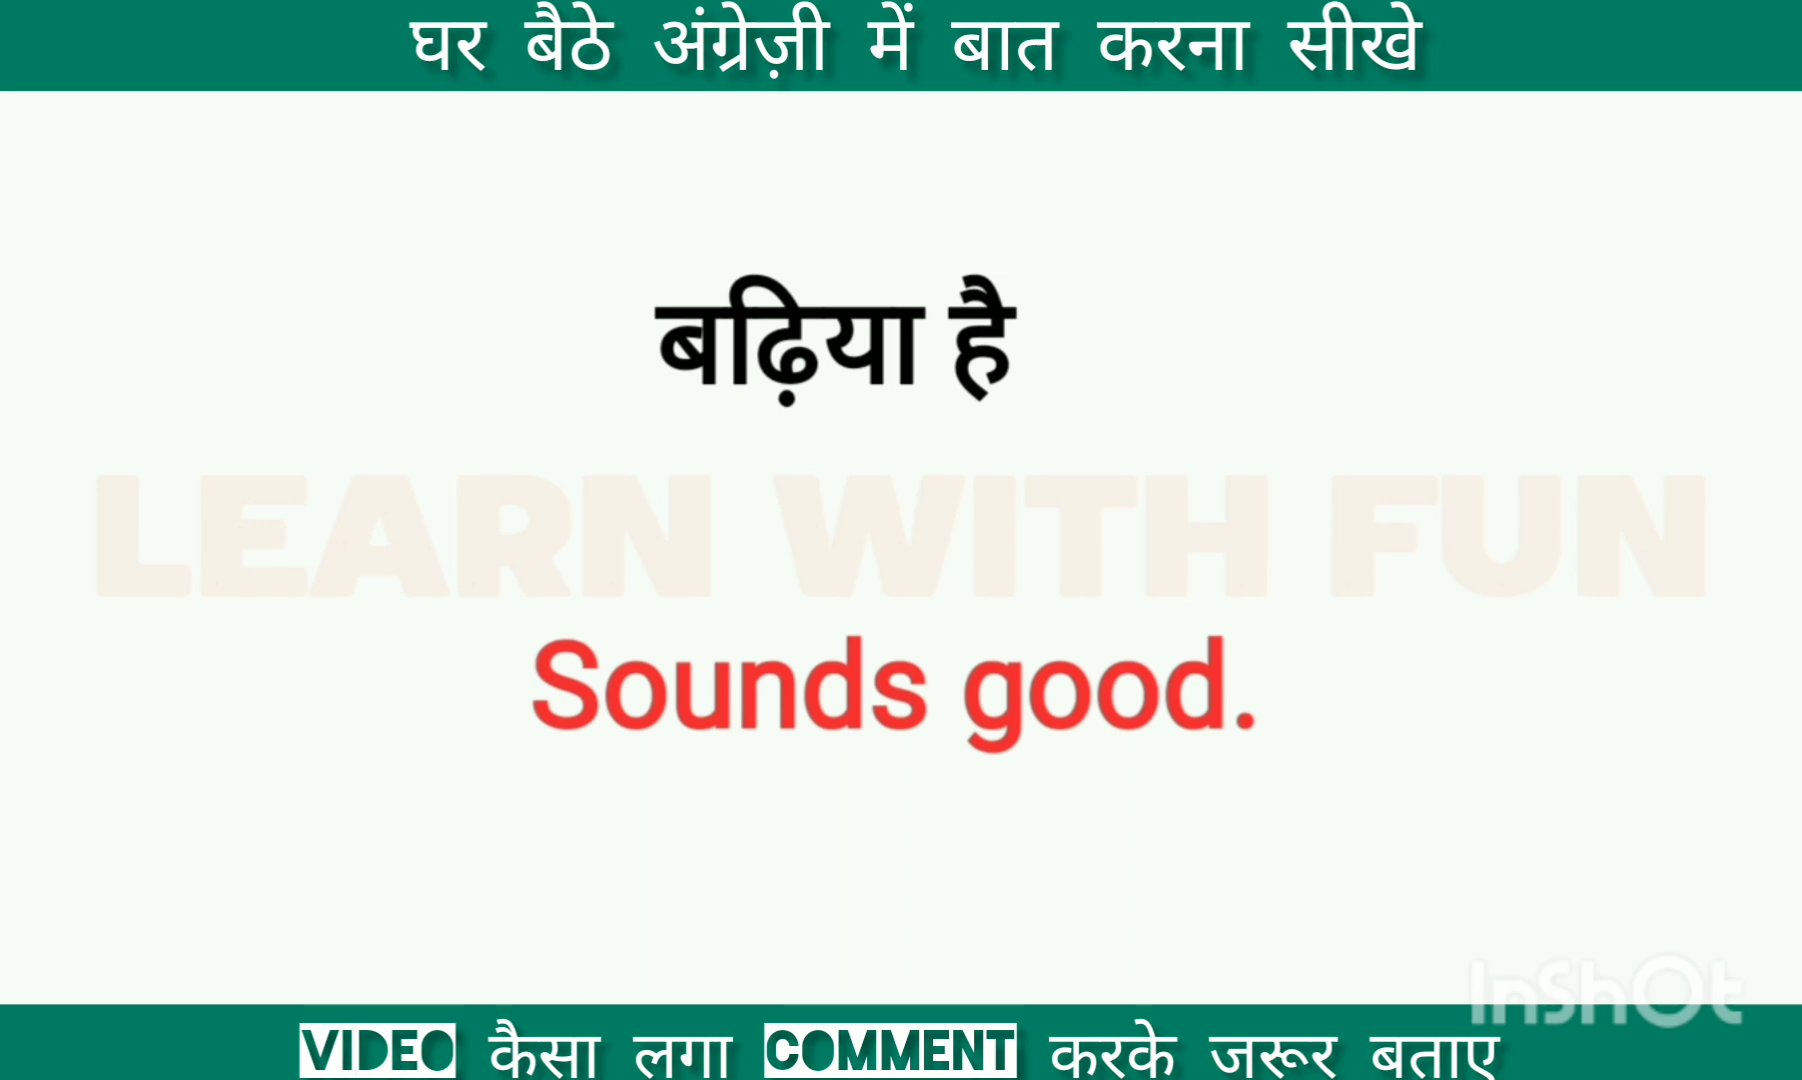 घर बैठे अंग्रेज़ी में बात करना सीखे
बढ़िया है
LEARN WITH FUN
Sounds good.
InShOt
VIDEO कैसा लगा COMMENT करके जरूर बताए